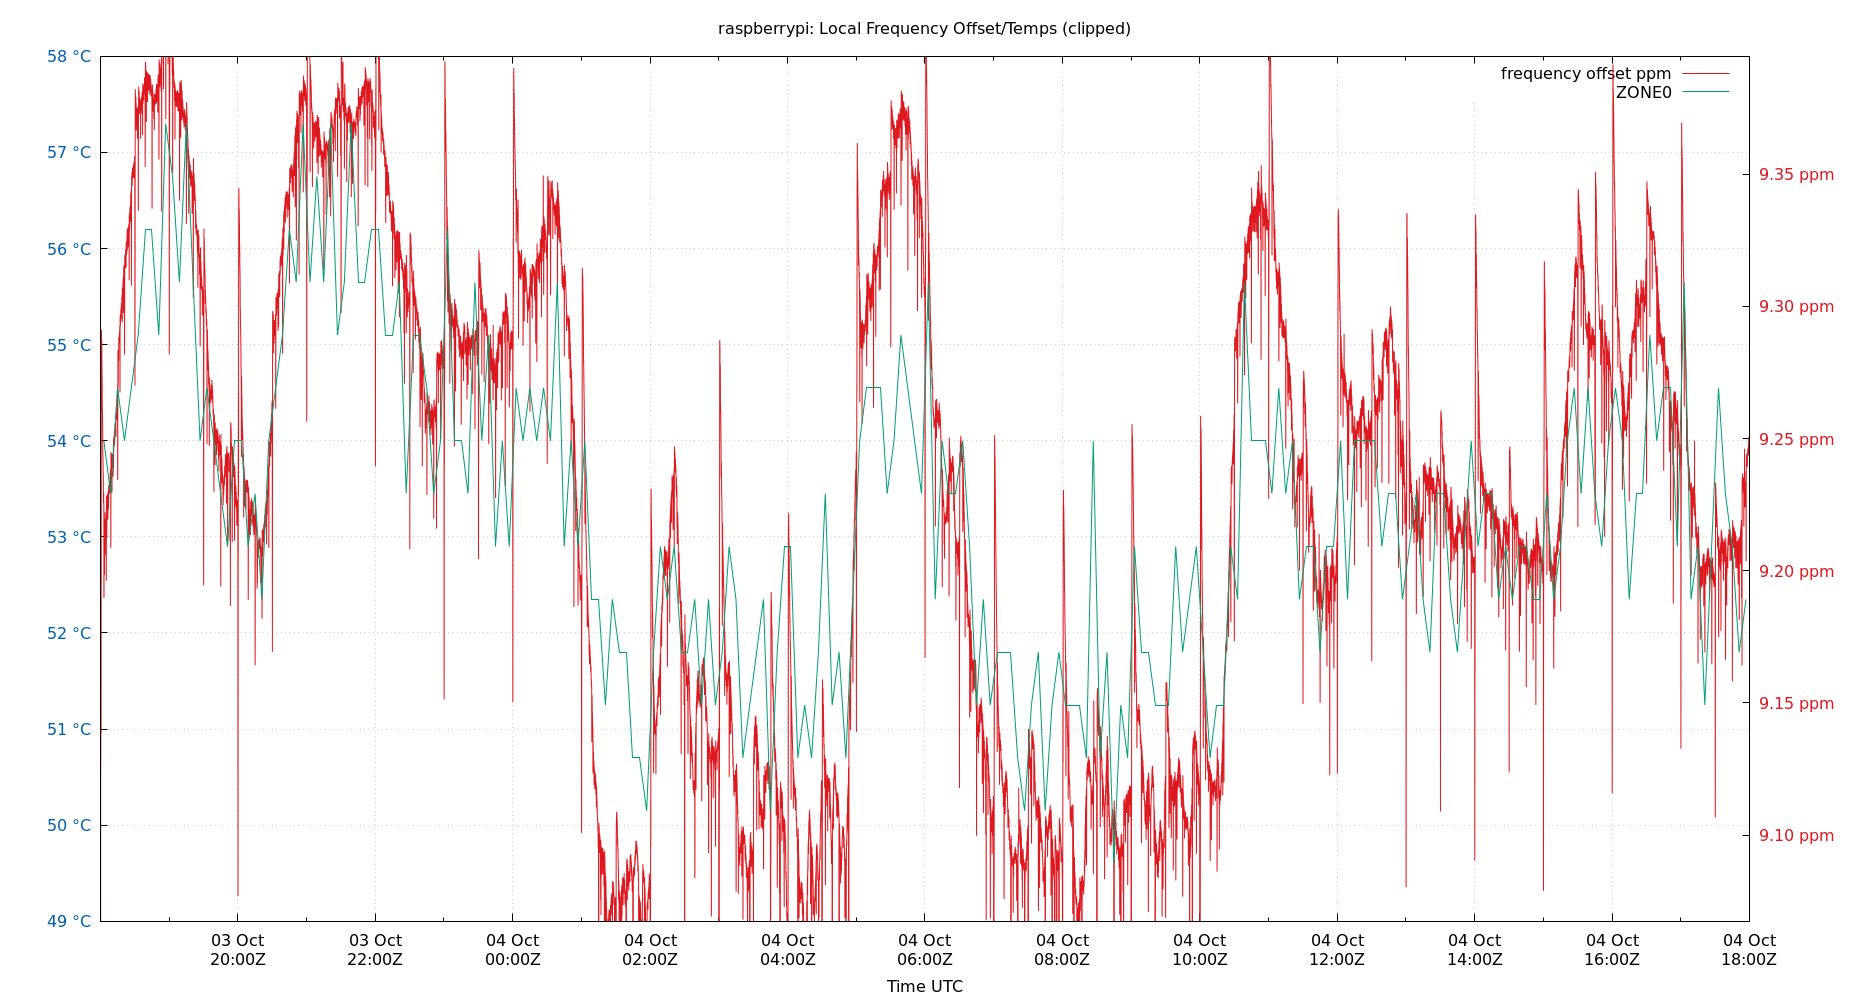 raspberrypi: Local Frequency Offset/Temps (clipped)
58 °C
57 °C
56 °C
55 °C
54 °C
53 °C
52 °C
51 °C
50 °C
49 °C
frequency offset ppm
ZONE0
9.35 ppm
9.30 ppm
9.25 ppm
9.20 ppm
9.15 ppm
9.10 ppm
03 Oct
20:00Z
03 Oct
22:00Z
04 Oct
00:00Z
04 Oct
02:00Z
04 Oct
04:00Z
04 Oct
06:00Z
04 Oct
08:00Z
04 Oct
10:00Z
04 Oct
12:00Z
04 Oct
14:00Z
04 Oct
16:00Z
04 Oct
18:00Z
Time UTC